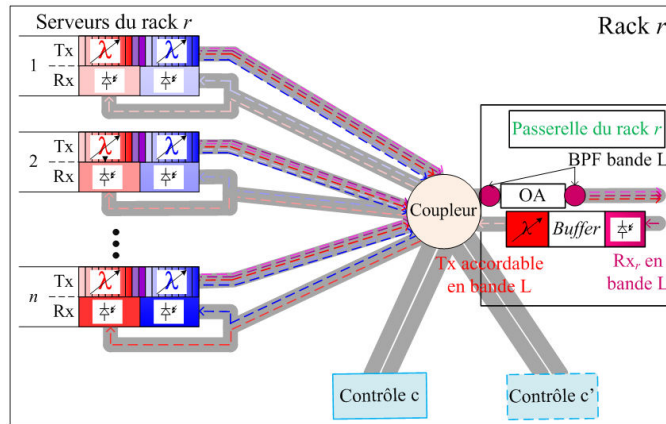 Serveurs du rack r
Rack r
1
Tx
λ
λ
Rx
2
Tx
λ
λ
Rx
n
Tx
λ
λ
Rx
Coupleur
Passerelle du rack r
BPF bande L
OA
λ
Buffer
Tx accordable
en bande L
Rxr en
bande L
Contrôle c
Contrôle c’